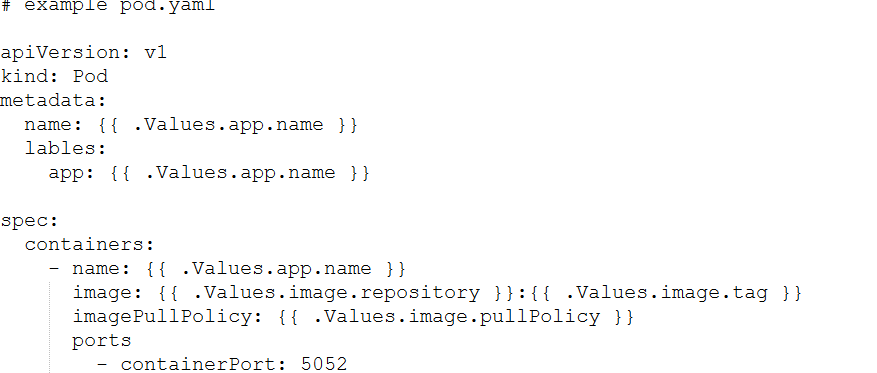 # example pod.yaml
apiVersion: v1
kind: Pod
metadata:
  name: {{ .Values.app.name }}
  lables:
    app: {{ .Values.app.name }}
spec:
  containers:
    - name: {{ .Values.app.name }}
      image: {{ .Values.image.repository }}:{{ .Values.image.tag }}
      imagePullPolicy: {{ .Values.image.pullPolicy }}
      ports
        - containerPort: 5052